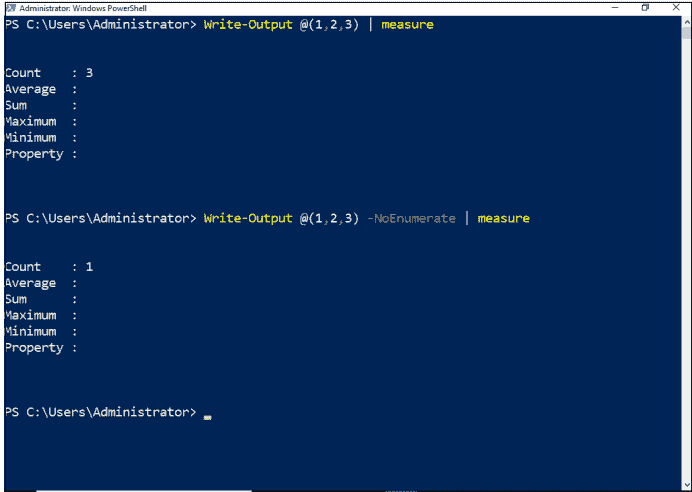 Administrator: Windows PowerShell
PS C:\Users\Administrator> Write-Output @(1,2,3) | measure
Count    : 3
Average  :
Sum      :
Maximum  :
Minimum  :
Property :
PS C:\Users\Administrator> Write-Output @(1,2,3) -NoEnumerate | measure
Count    : 1
Average  :
Sum      :
Maximum  :
Minimum  :
Property :
PS C:\Users\Administrator> _